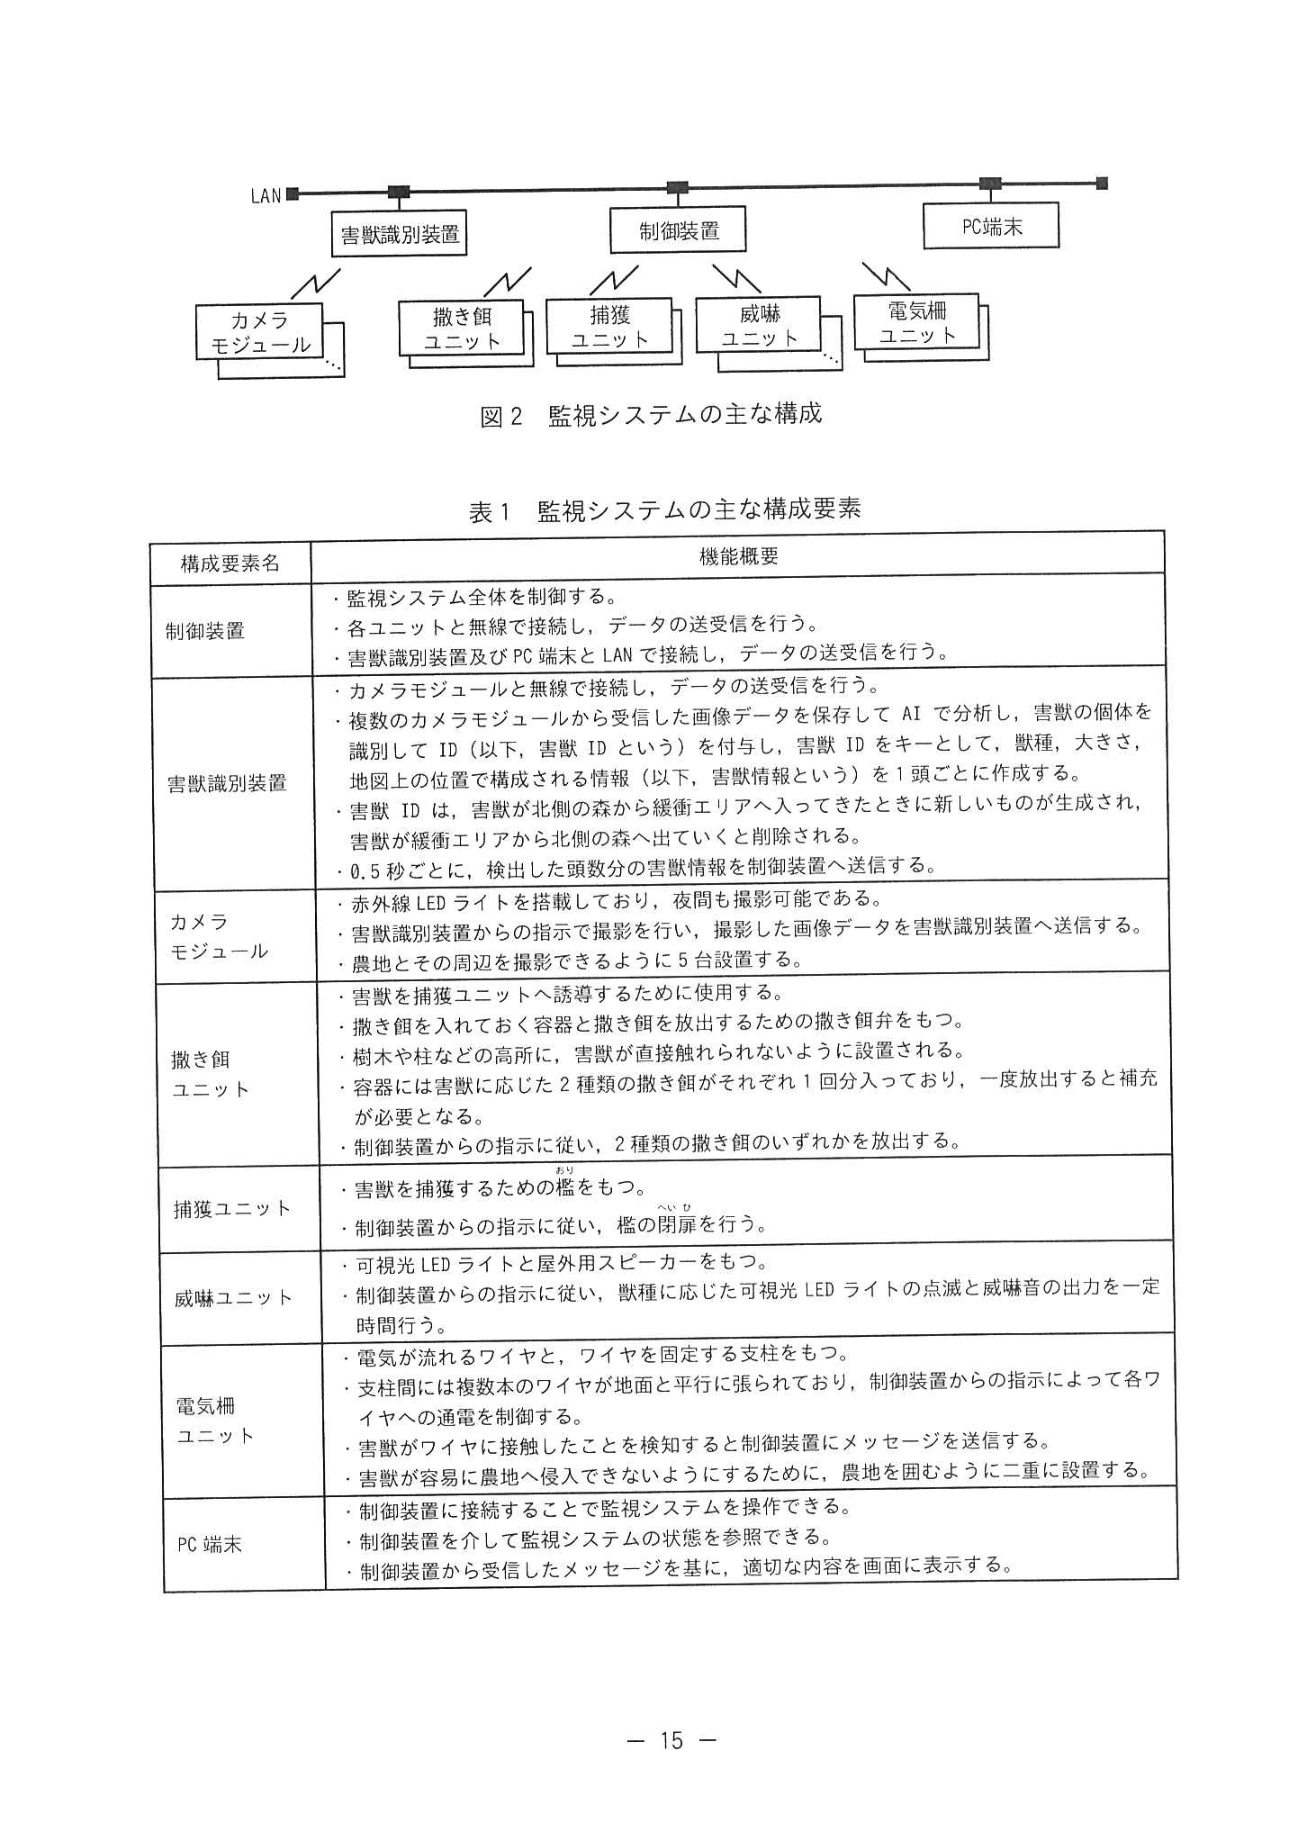 LAN
害獣識別装置
制御装置
PC端末
カメラ
モジュール
撒き餌
ユニット
捕獲
ユニット
威嚇
ユニット
電気柵
ユニット
図2 監視システムの主な構成
表1 監視システムの主な構成要素
構成要素名
機能概要
制御装置
・監視システム全体を制御する。
・各ユニットと無線で接続し，データの送受信を行う。
・害獣識別装置及び PC 端末と LAN で接続し，データの送受信を行う。
害獣識別装置
・カメラモジュールと無線で接続し，データの送受信を行う。
・複数のカメラモジュールから受信した画像データを保存して AI で分析し，害獣の個体を
識別して ID（以下，害獣 ID という）を付与し，害獣 ID をキーとして，獣種，大きさ，
地図上の位置で構成される情報（以下，害獣情報という）を1頭ごとに作成する。
・害獣 ID は，害獣が北側の森から緩衝エリアへ入ってきたときに新しいものが生成され，
害獣が緩衝エリアから北側の森へ出ていくと削除される。
・0.5秒ごとに，検出した頭数分の害獣情報を制御装置へ送信する。
カメラ
モジュール
・赤外線 LED ライトを搭載しており，夜間も撮影可能である。
・害獣識別装置からの指示で撮影を行い，撮影した画像データを害獣識別装置へ送信する。
・農地とその周辺を撮影できるように5台設置する。
撒き餌
ユニット
・害獣を捕獲ユニットへ誘導するために使用する。
・撒き餌を入れておく容器と撒き餌を放出するための撒き餌弁をもつ。
・樹木や柱などの高所に，害獣が直接触れられないように設置される。
・容器には害獣に応じた2種類の撒き餌がそれぞれ1回分入っており，一度放出すると補充
が必要となる。
・制御装置からの指示に従い，2種類の撒き餌のいずれかを放出する。
捕獲ユニット
おり
・害獣を捕獲するための檻をもつ。
へい ひ
・制御装置からの指示に従い，檻の閉扉を行う。
威嚇ユニット
・可視光 LED ライトと屋外用スピーカーをもつ。
・制御装置からの指示に従い，獣種に応じた可視光 LED ライトの点滅と威嚇音の出力を一定
時間行う。
電気柵
ユニット
・電気が流れるワイヤと，ワイヤを固定する支柱をもつ。
・支柱間には複数本のワイヤが地面と平行に張られており，制御装置からの指示によって各ワ
イヤへの通電を制御する。
・害獣がワイヤに接触したことを検知すると制御装置にメッセージを送信する。
・害獣が容易に農地へ侵入できないようにするために，農地を囲むように二重に設置する。
PC 端末
・制御装置に接続することで監視システムを操作できる。
・制御装置を介して監視システムの状態を参照できる。
・制御装置から受信したメッセージを基に，適切な内容を画面に表示する。
― 15 ―